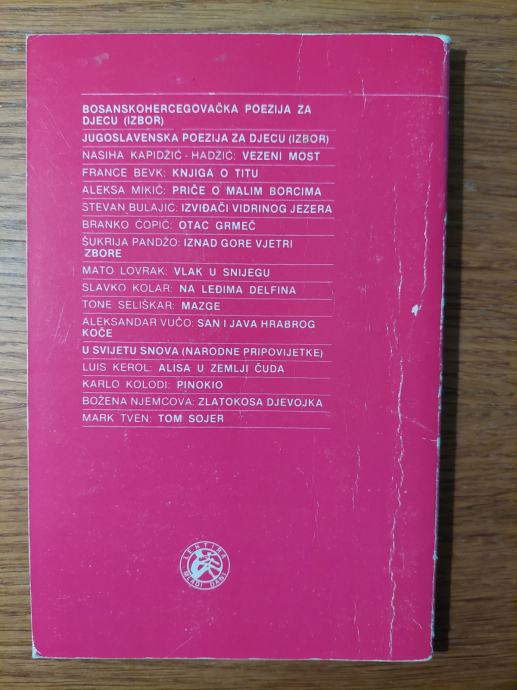 BOSANSKOHERCEGOVAČKA POEZIJA ZA
DJECU (IZBOR)
JUGOSLAVENSKA POEZIJA ZA DJECU (IZBOR)
NASIHA KAPIDŽIĆ - HADŽIĆ: VEZENI MOST
FRANCE BEVK: KNJIGA O TITU
ALEKSA MIKIĆ: PRIČE O MALIM BORCIMA
STEVAN BULAJIĆ: IZVIĐAČI VIDRINOG JEZERA
BRANKO ĆOPIĆ: OTAC GRMEČ
ŠUKRIJA PANDŽO: IZNAD GORE VJETRI
ZBORE
MATO LOVRAK: VLAK U SNIJEGU
SLAVKO KOLAR: NA LEĐIMA DELFINA
TONE SELIŠKAR: MAZGE
ALEKSANDAR VUČO: SAN I JAVA HRABROG
KOČE
U SVIJETU SNOVA (NARODNE PRIPOVIJETKE)
LUIS KEROL: ALISA U ZEMLJI ČUDA
KARLO KOLODI: PINOKIO
BOŽENA NJEMCOVA: ZLATOKOSA DJEVOJKA
MARK TVEN: TOM SOJER
LEKTIRA
MLADI DANI